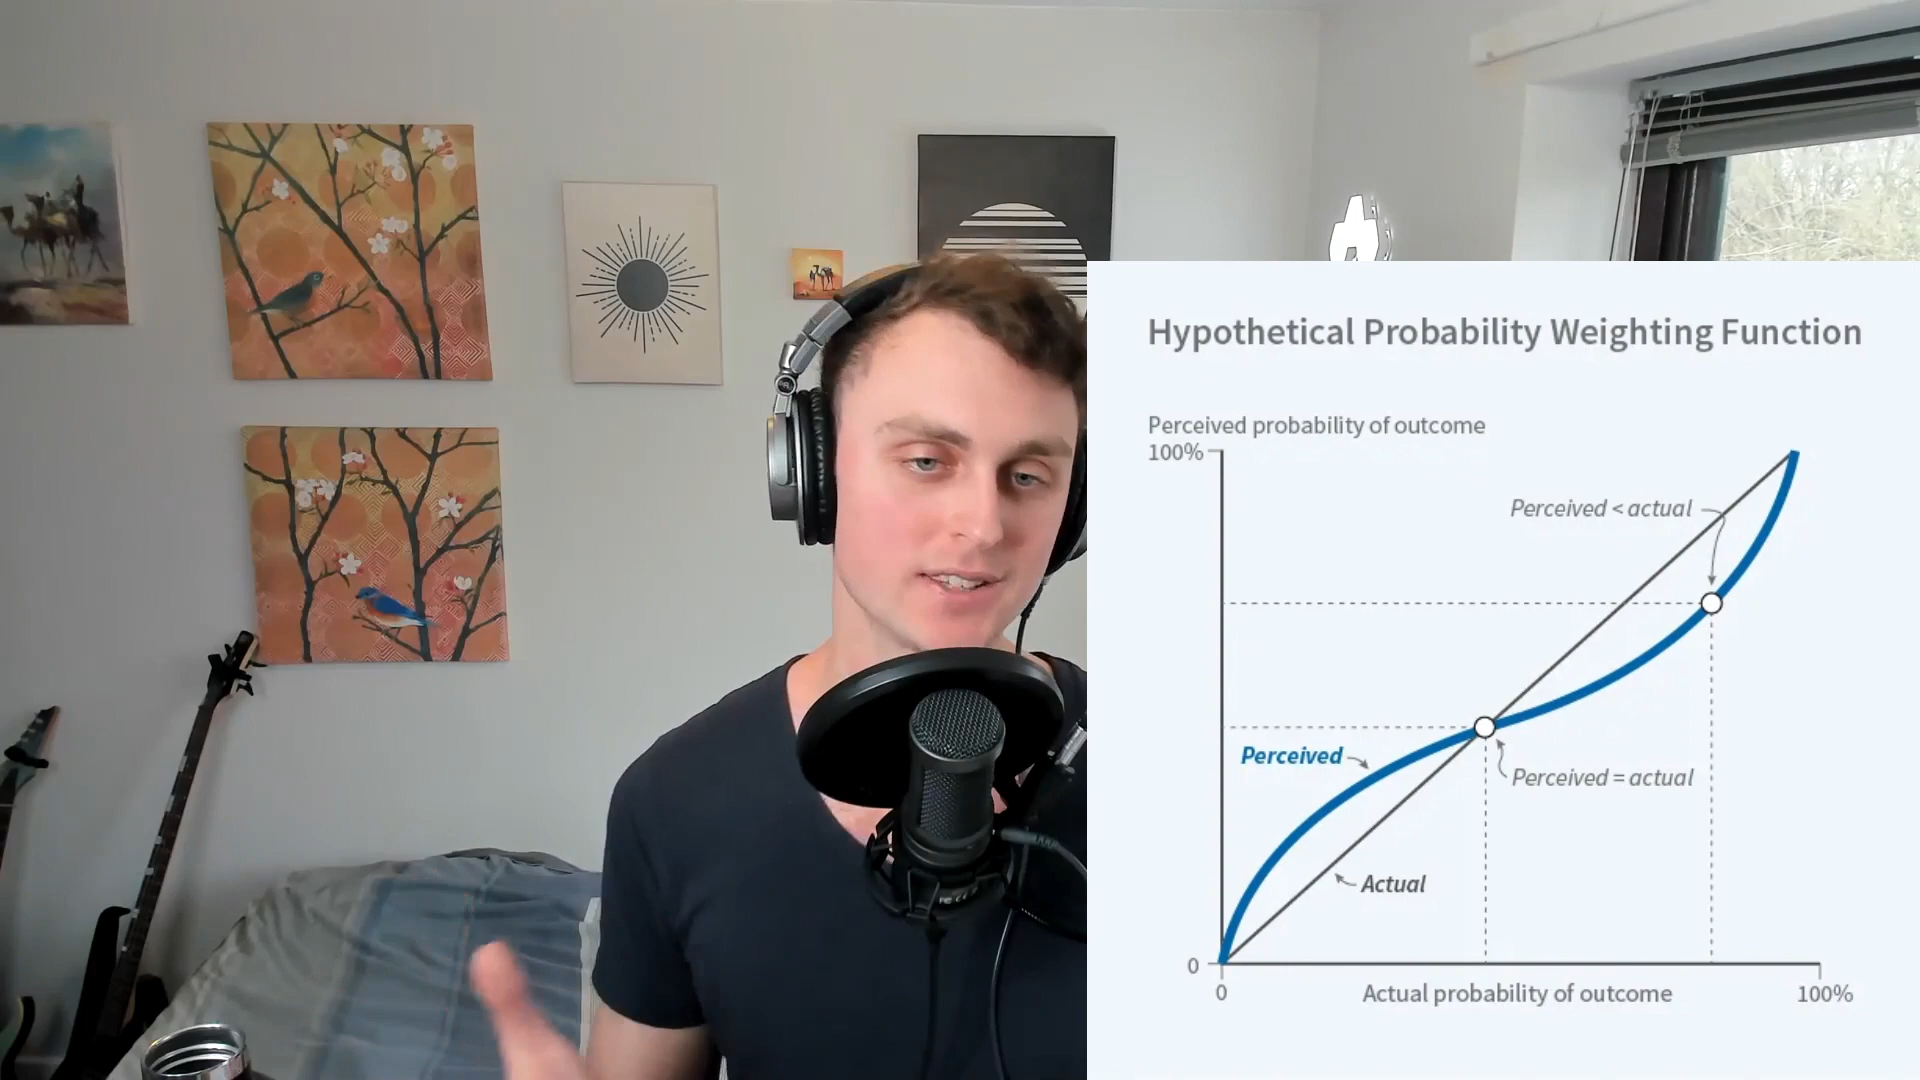 Hypothetical Probability Weighting Function
Perceived probability of outcome
100%
Perceived < actual
Perceived
Perceived = actual
Actual
0
0
Actual probability of outcome
100%